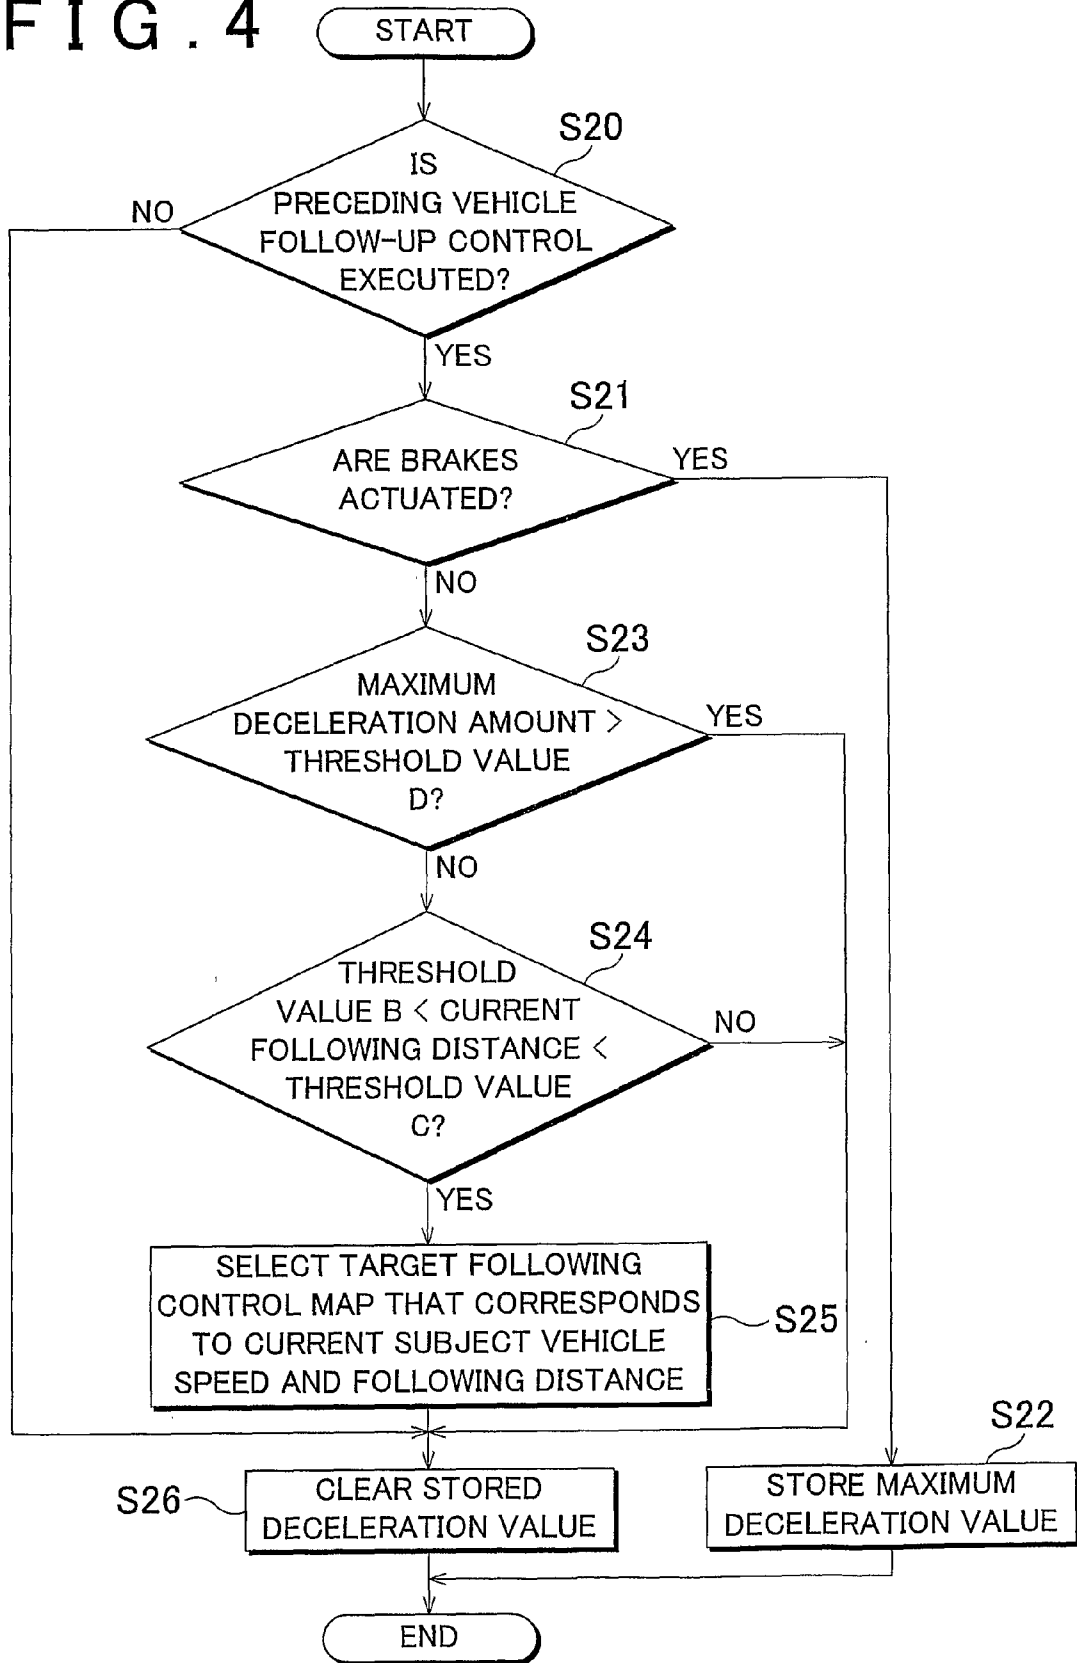 FIG.4
START
S20
IS
PRECEDING VEHICLE
FOLLOW-UP CONTROL
EXECUTED?
NO
YES
S21
ARE BRAKES
ACTUATED?
YES
NO
S23
MAXIMUM
DECELERATION AMOUNT >
THRESHOLD VALUE
D?
YES
NO
S24
THRESHOLD
VALUE B < CURRENT
FOLLOWING DISTANCE <
THRESHOLD VALUE
C?
NO
YES
SELECT TARGET FOLLOWING
CONTROL MAP THAT CORRESPONDS
TO CURRENT SUBJECT VEHICLE
SPEED AND FOLLOWING DISTANCE
S25
S22
S26
CLEAR STORED
DECELERATION VALUE
STORE MAXIMUM
DECELERATION VALUE
END